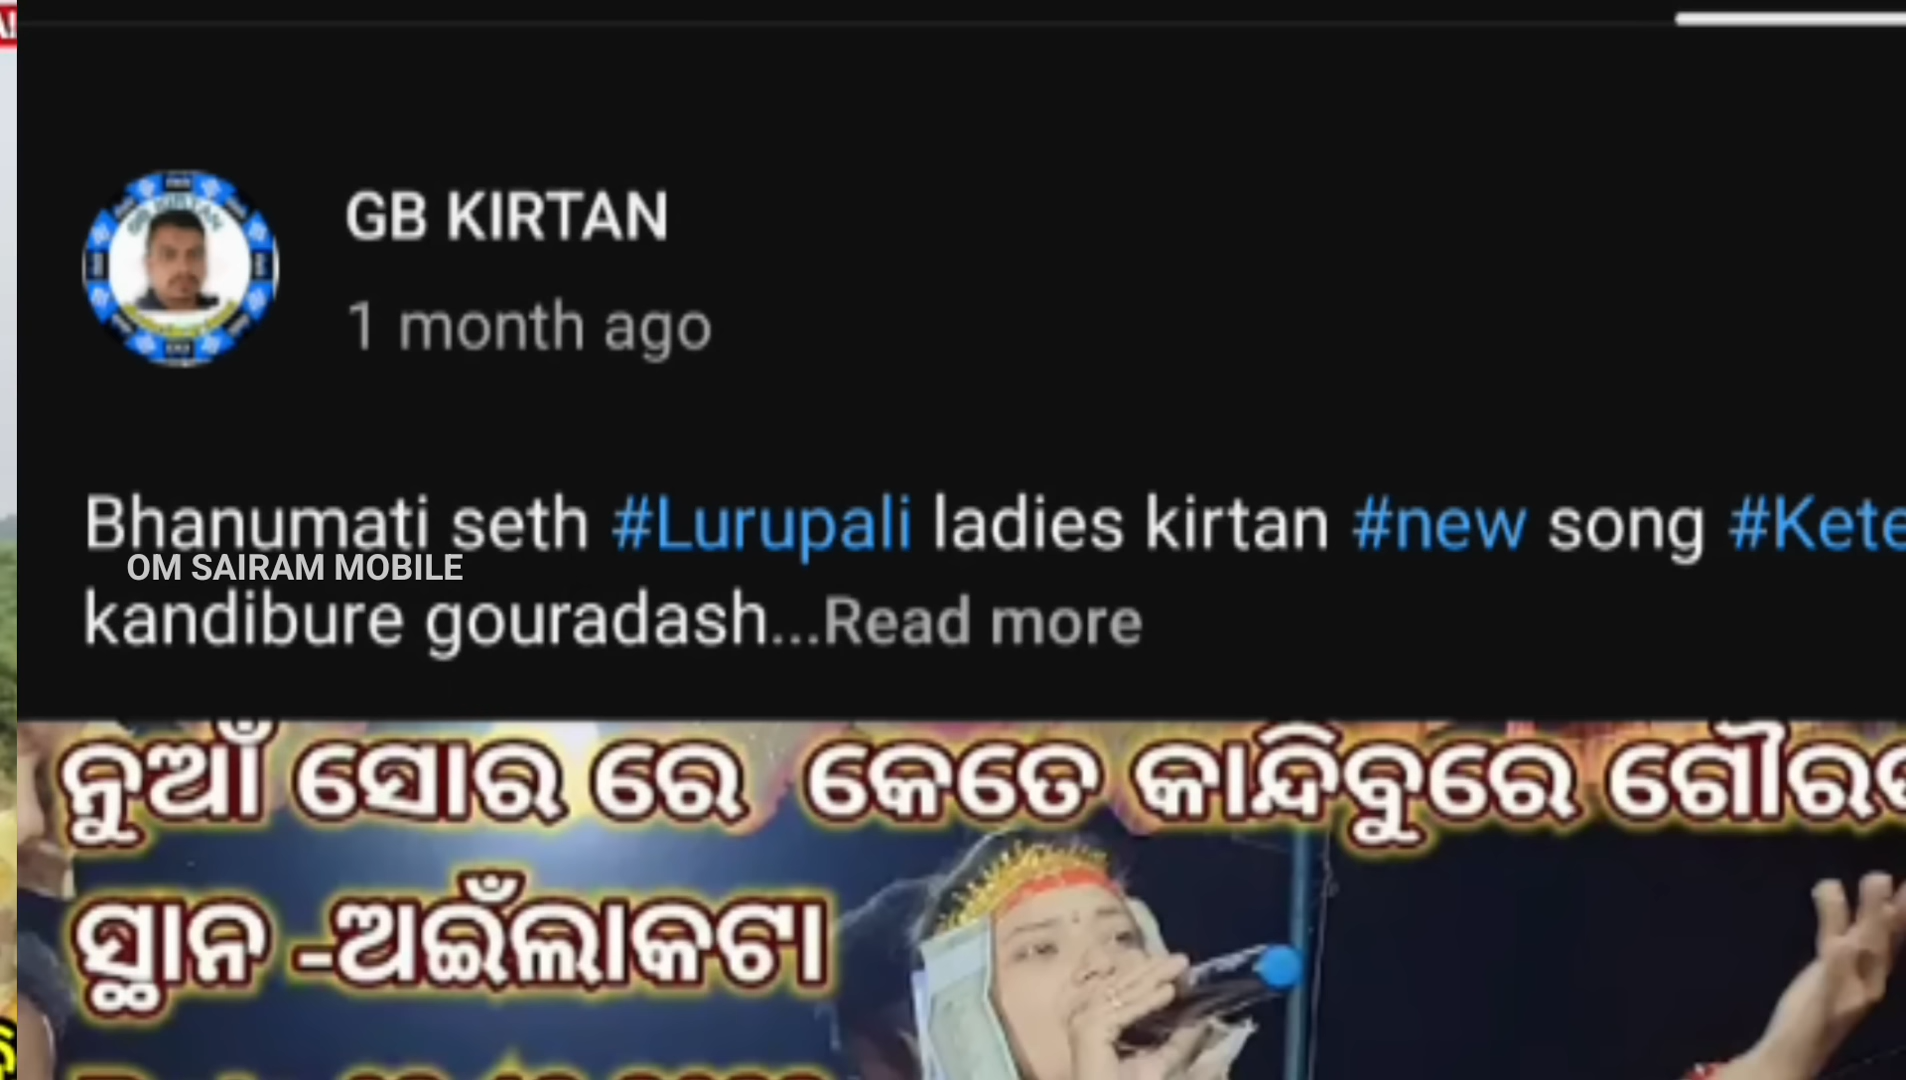 GB KIRTAN
1 month ago
Bhanumati seth #Lurupali ladies kirtan #new song #Kete
OM SAIRAM MOBILE
kandibure gouradash...Read more
ନୁଆଁ ସୋର ରେ କେତେ କାନ୍ଦିବୁରେ ଗୌର
ସ୍ଥାନ -ଅଇଁଲାକଟା